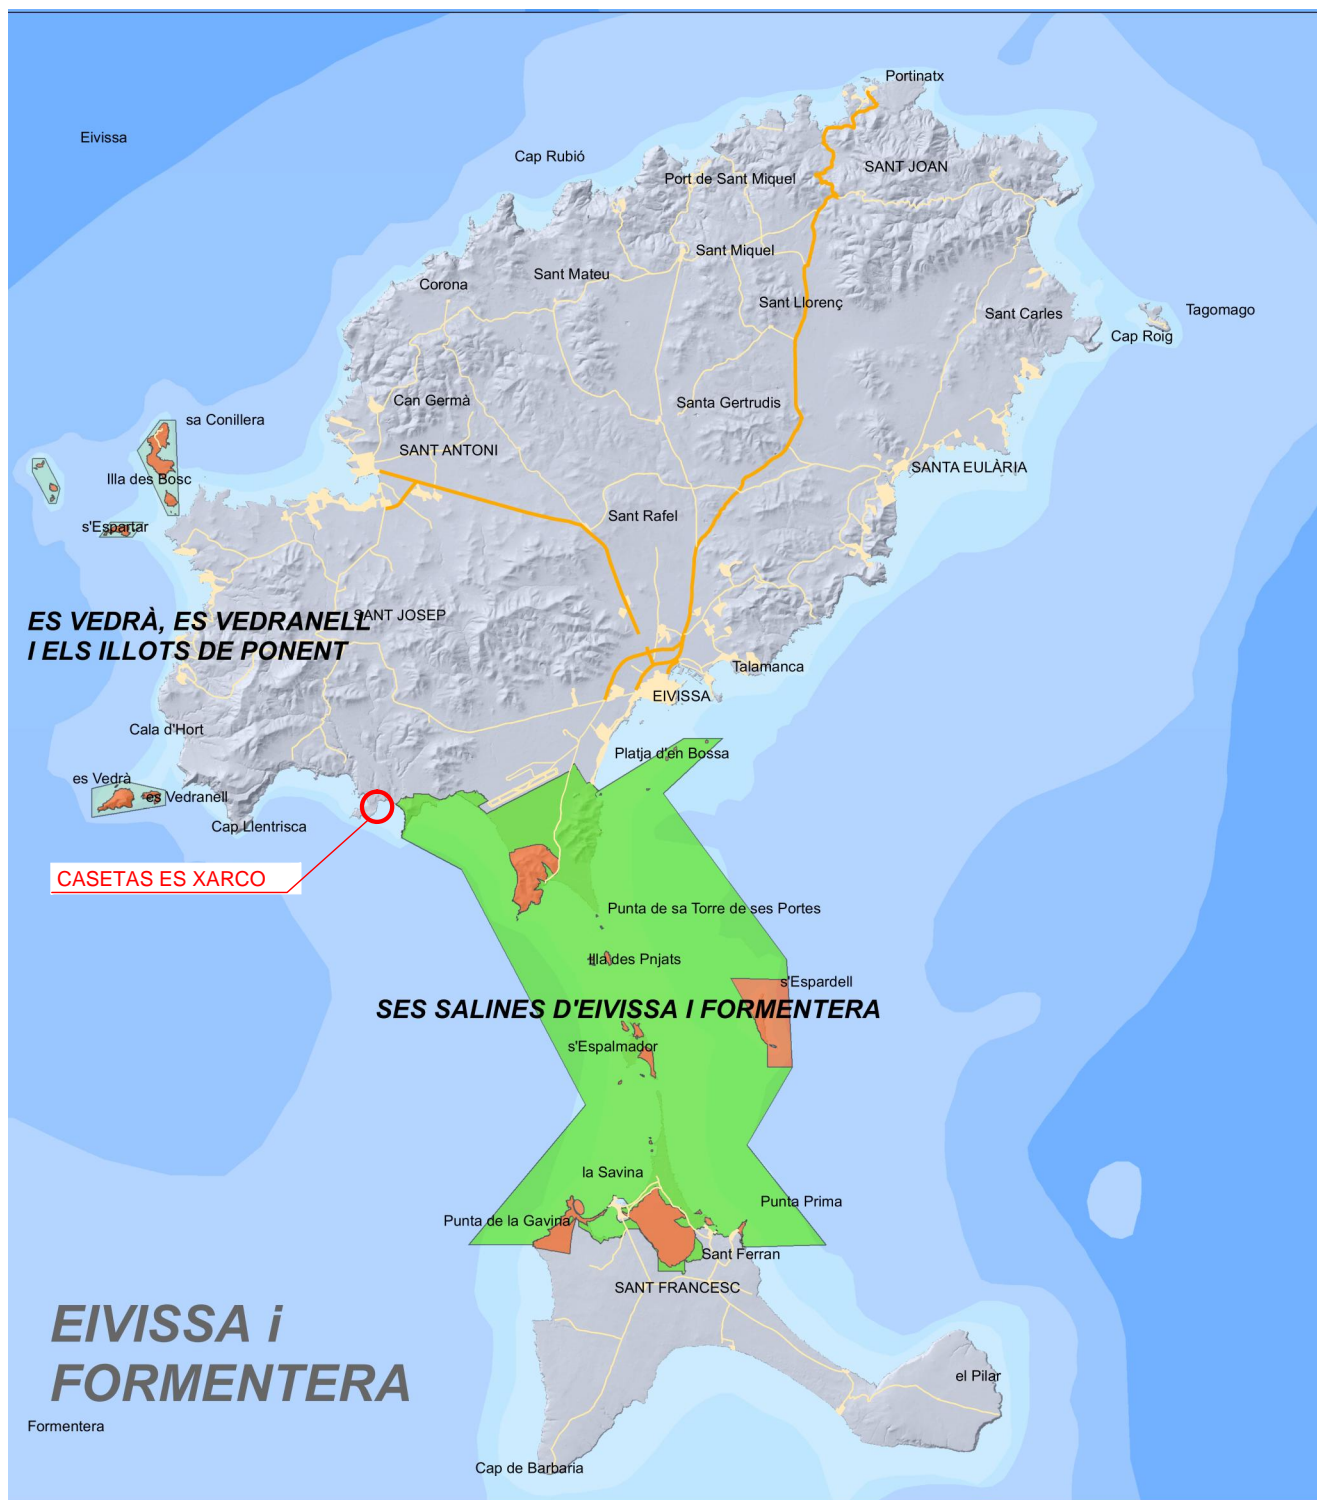 Portinatx
Eivissa
Cap Rubió
SANT JOAN
Port de Sant Miquel
Sant Miquel
Sant Mateu
Corona
Sant Llorenç
Sant Carles
Tagomago
Cap Roig
Can Germà
Santa Gertrudis
sa Conillera
SANT ANTONI
SANTA EULÀRIA
Illa des Bosc
Sant Rafel
s'Espartar
ES VEDRÀ, ES VEDRANELL
I ELS ILLOTS DE PONENT
SANT JOSEP
Talamanca
EIVISSA
Cala d'Hort
Platja d'en Bossa
es Vedrà
es Vedranell
Cap Llentrisca
CASETAS ES XARCO
Punta de sa Torre de ses Portes
Illa des Pnjats
s'Espardell
SES SALINES D'EIVISSA I FORMENTERA
s'Espalmador
la Savina
Punta Prima
Punta de la Gavina
Sant Ferran
SANT FRANCESC
EIVISSA i
FORMENTERA
el Pilar
Formentera
Cap de Barbaria